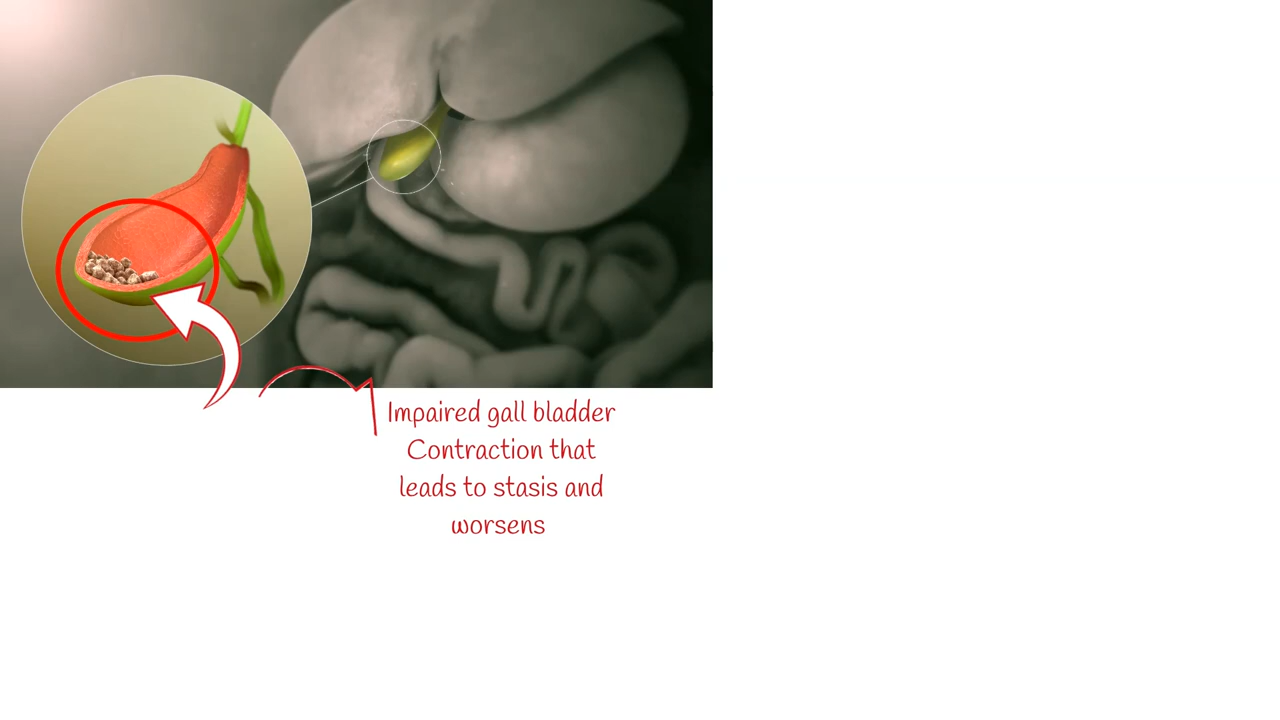 Impaired gall bladder
Contraction that
leads to stasis and
worsens